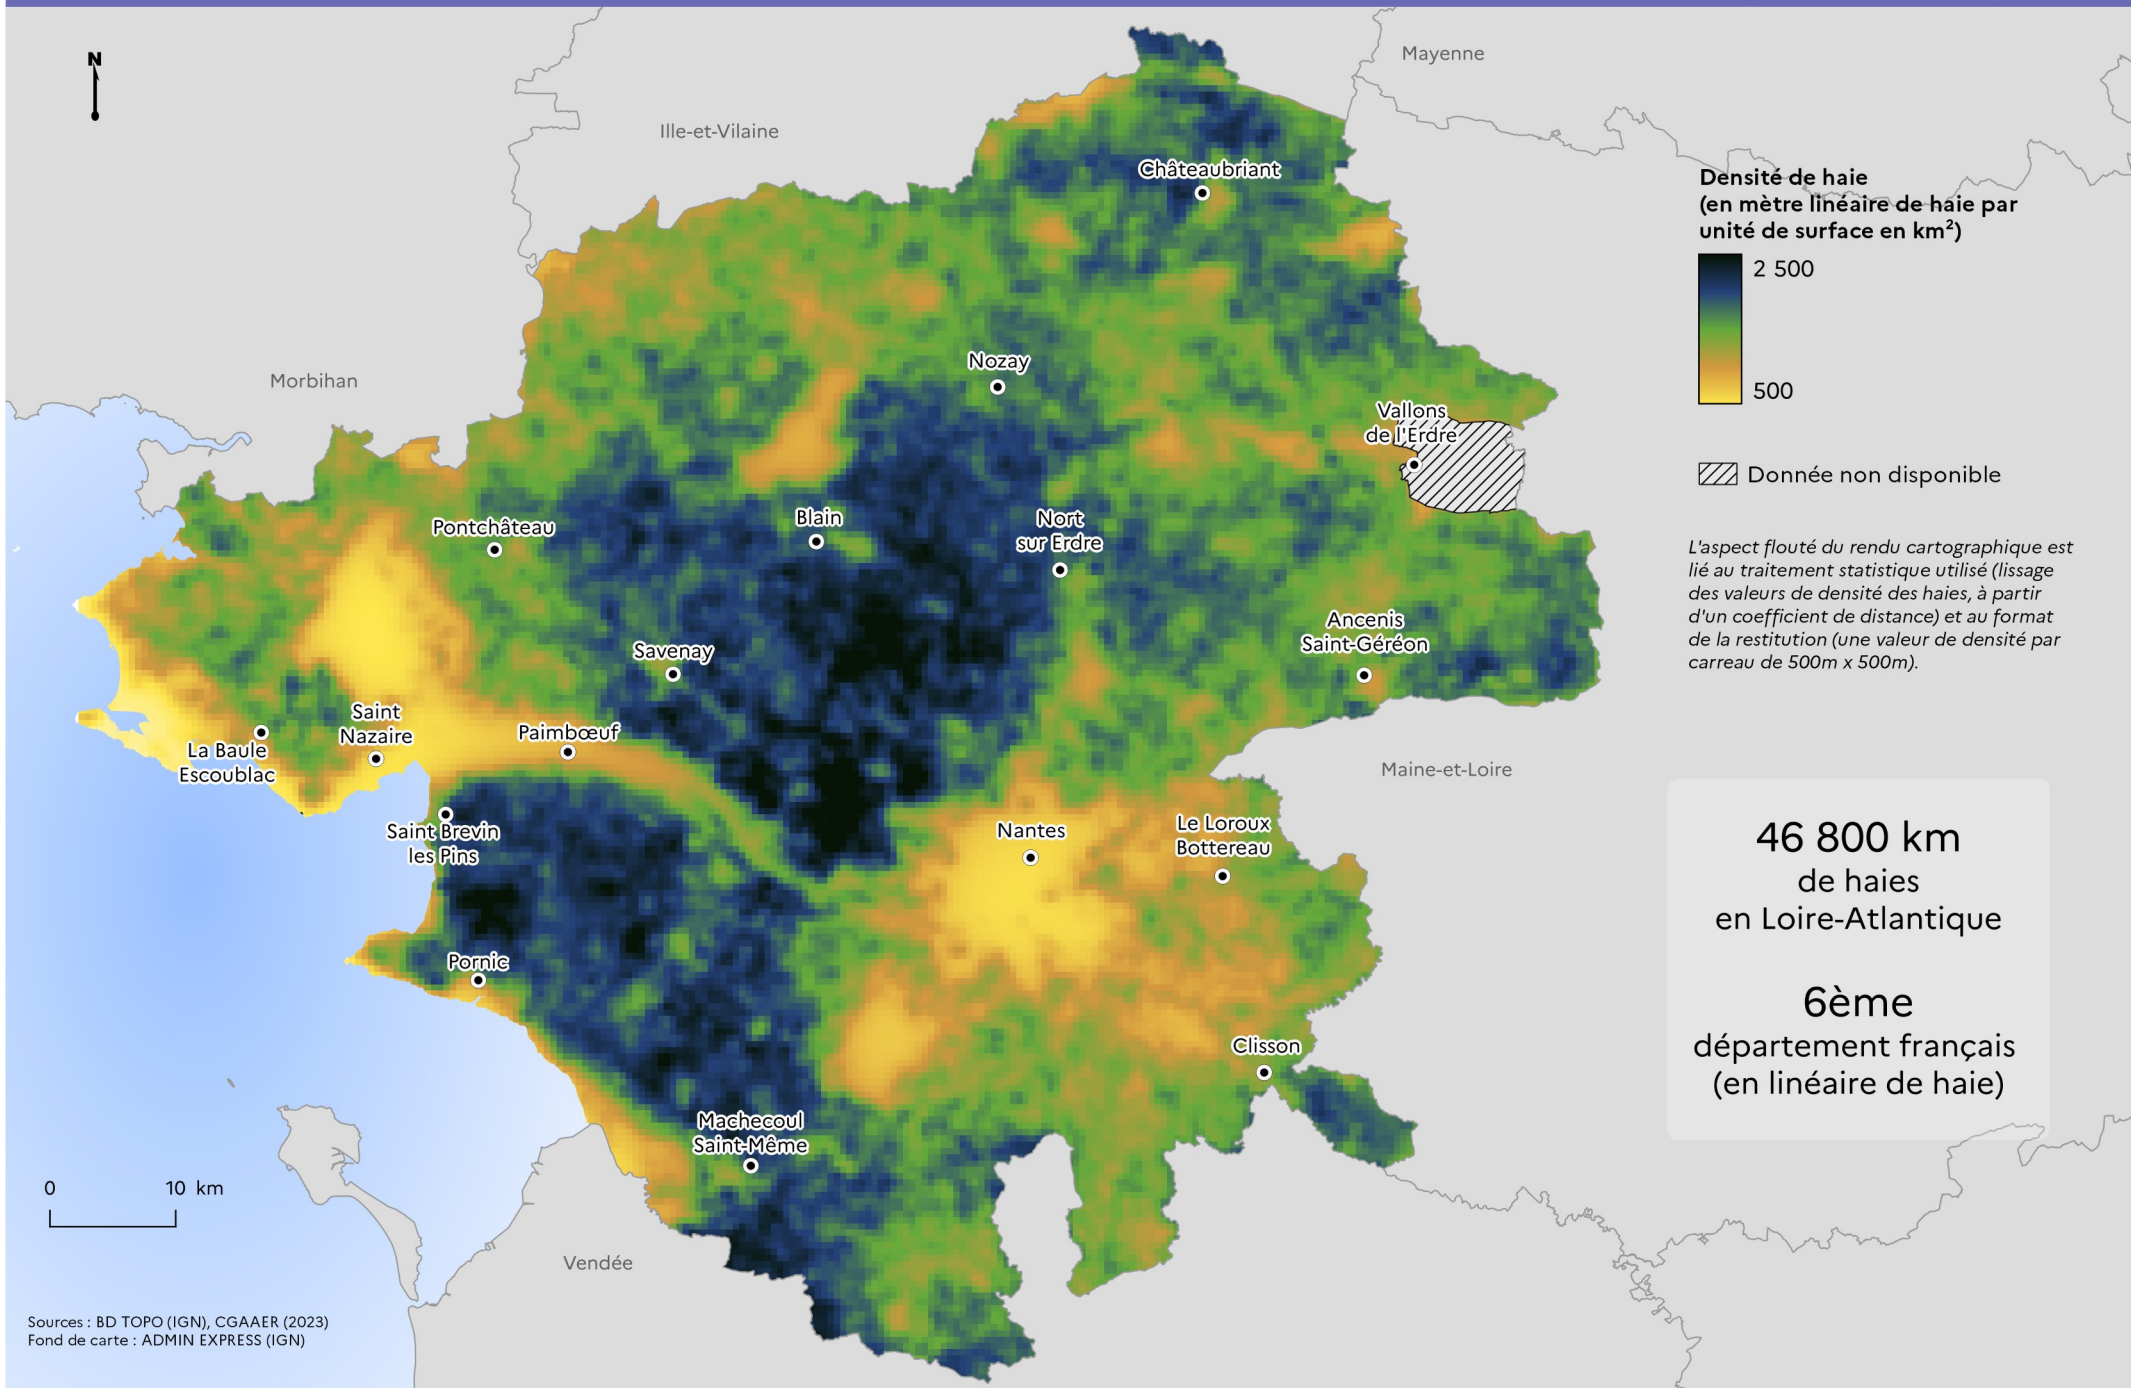 N
Mayenne
Ille-et-Vilaine
Châteaubriant
Densité de haie
(en mètre linéaire de haie par
unité de surface en km²)
2 500
500
Donnée non disponible
Morbihan
Nozay
Vallons
de l'Erdre
Pontchâteau
Blain
Nort
sur Erdre
L'aspect flouté du rendu cartographique est
lié au traitement statistique utilisé (lissage
des valeurs de densité des haies, à partir
d'un coefficient de distance) et au format
de la restitution (une valeur de densité par
carreau de 500m x 500m).
Ancenis
Saint-Géréon
Savenay
Saint
Nazaire
La Baule
Escoublac
Paimbœuf
Maine-et-Loire
Saint Brevin
les Pins
Nantes
Le Loroux
Bottereau
46 800 km
de haies
en Loire-Atlantique
6ème
département français
(en linéaire de haie)
Pornic
Clisson
Machecoul
Saint-Même
0 10 km
Vendée
Sources : BD TOPO (IGN), CGAAER (2023)
Fond de carte : ADMIN EXPRESS (IGN)